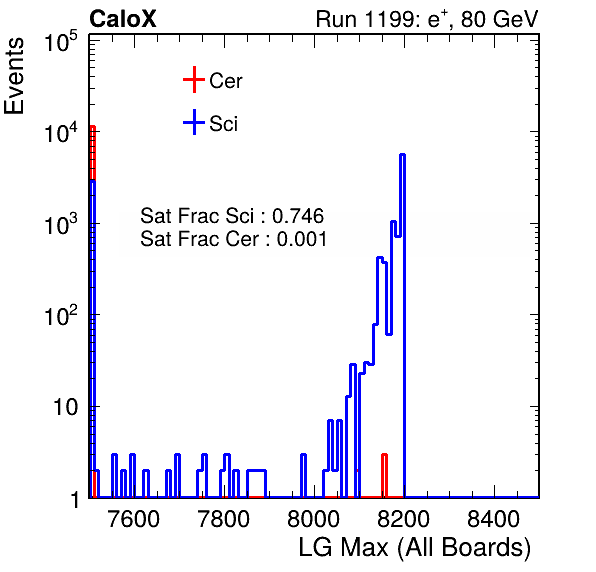 CaloX Run 1199: e+, 80 GeV
Events
10^5
Cer
Sci
10^4
Sat Frac Sci : 0.746
Sat Frac Cer : 0.001
10^3
10^2
10
1
7600 7800 8000 8200 8400
LG Max (All Boards)